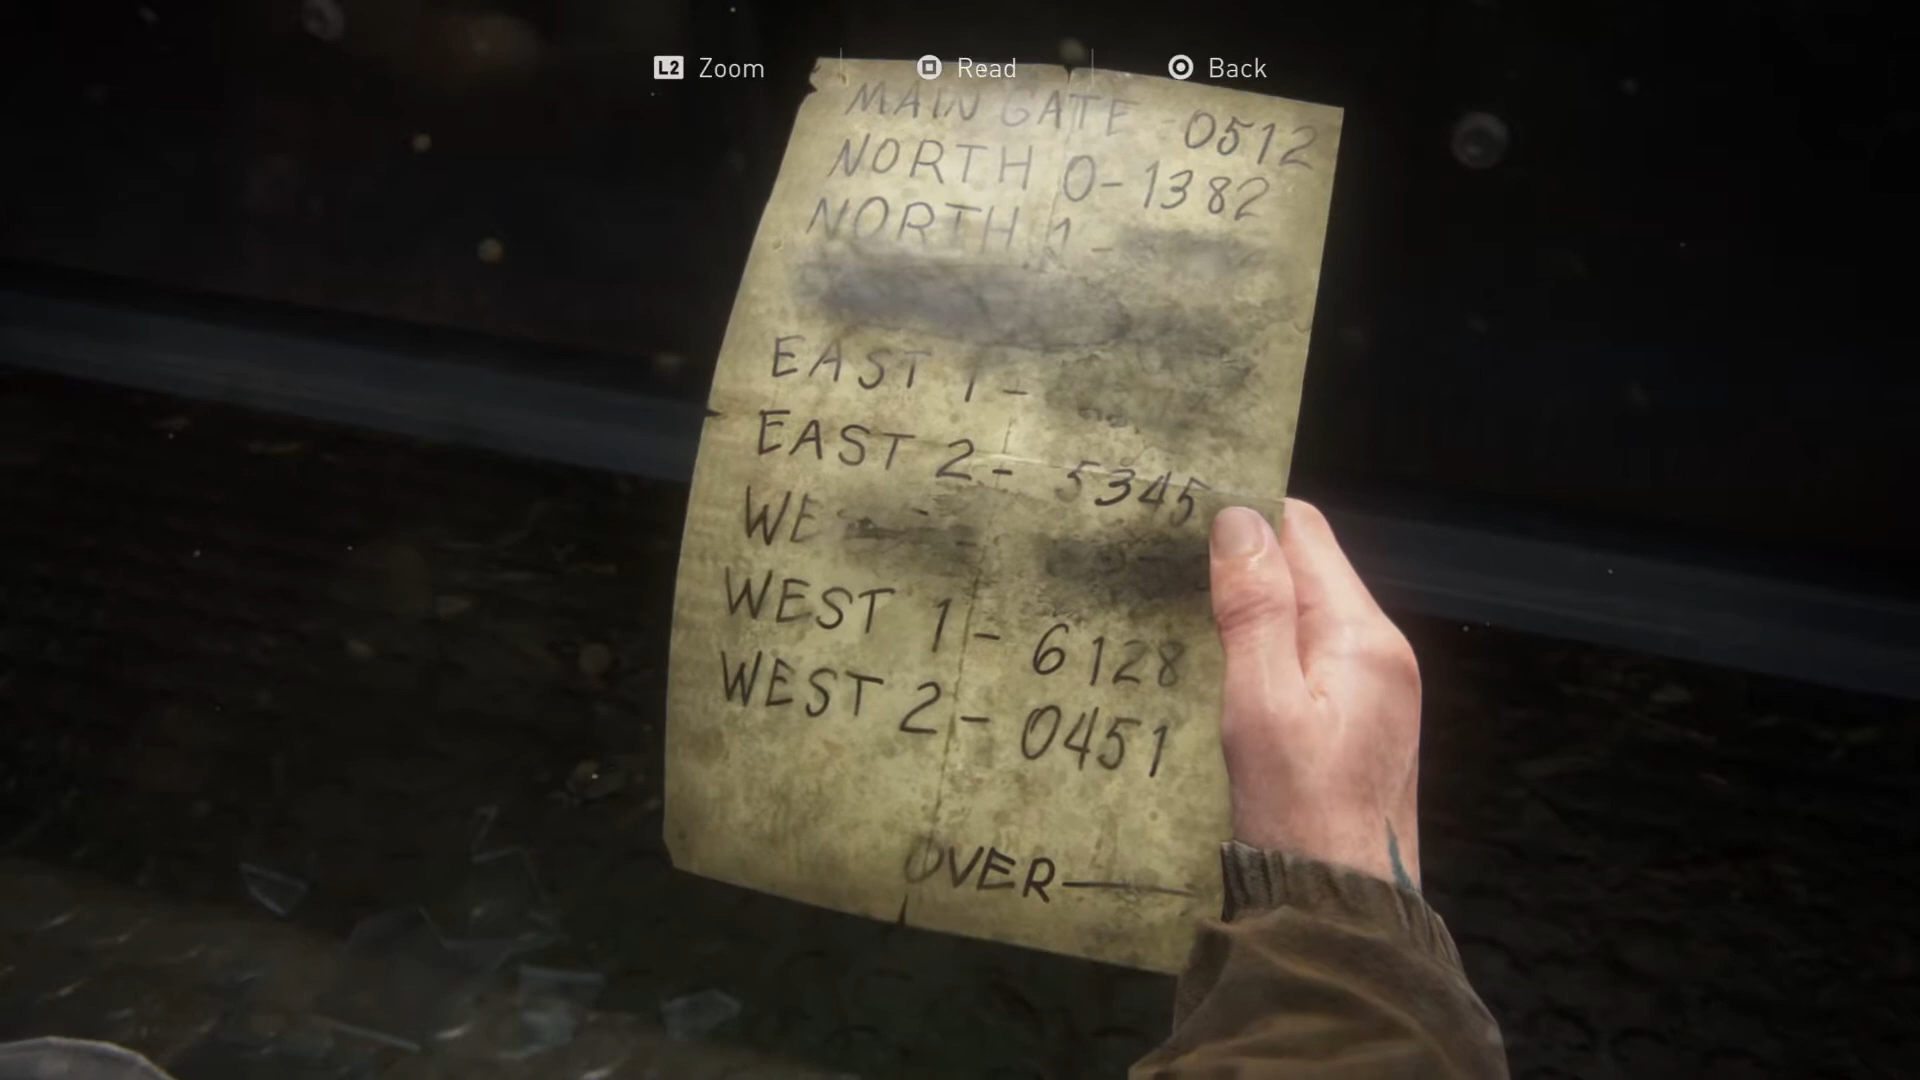 L2 Zoom Read Back
MAIN GATE 0512
NORTH 0- 1382
NORTH 1 -
EAST 1 -
EAST 2 - 5345
WE
WEST 1 - 6128
WEST 2 - 0451
OVER